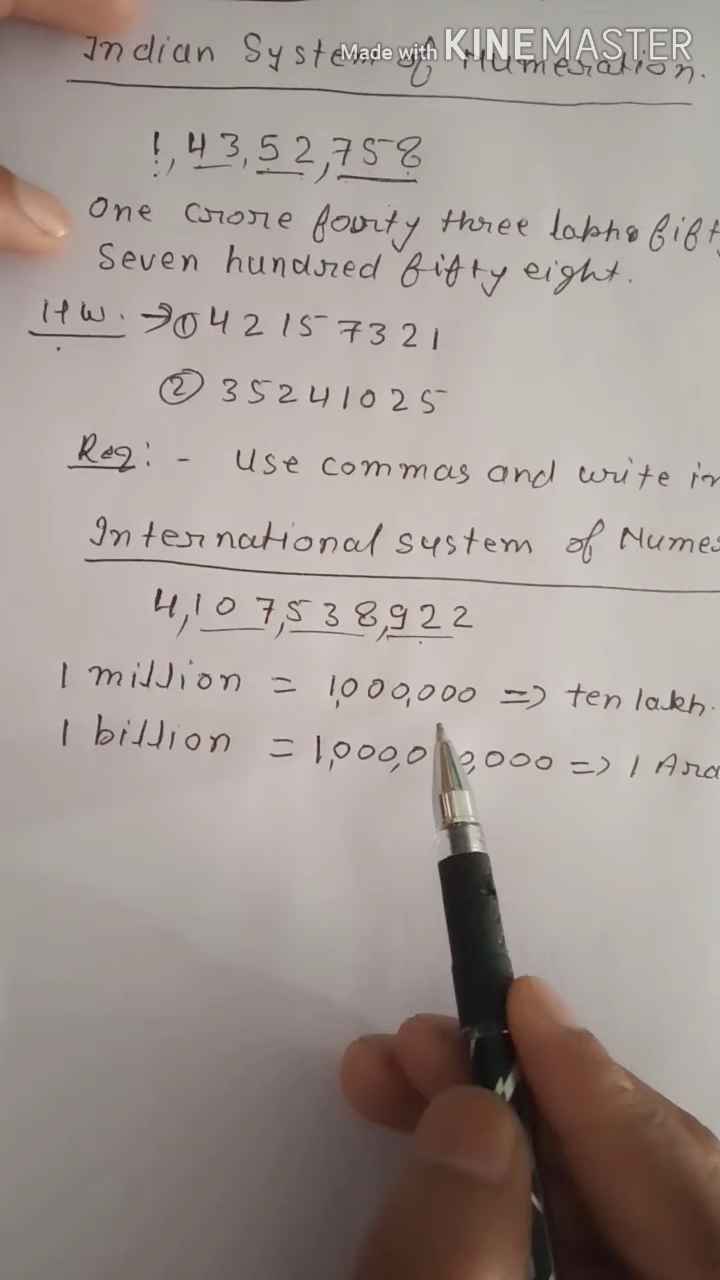 Made with KINEMASTER
Indian System of Numeration.
1,43,52,758
One crore fourty three lakhs fift
Seven hundred fifty eight.
HW. → ① 42157321
② 35241025
Req: - Use commas and write in
International system of Nume
4,107,538,922
1 million = 1,000,000 => ten lakh.
1 billion = 1,000,000,000 => 1 Ara